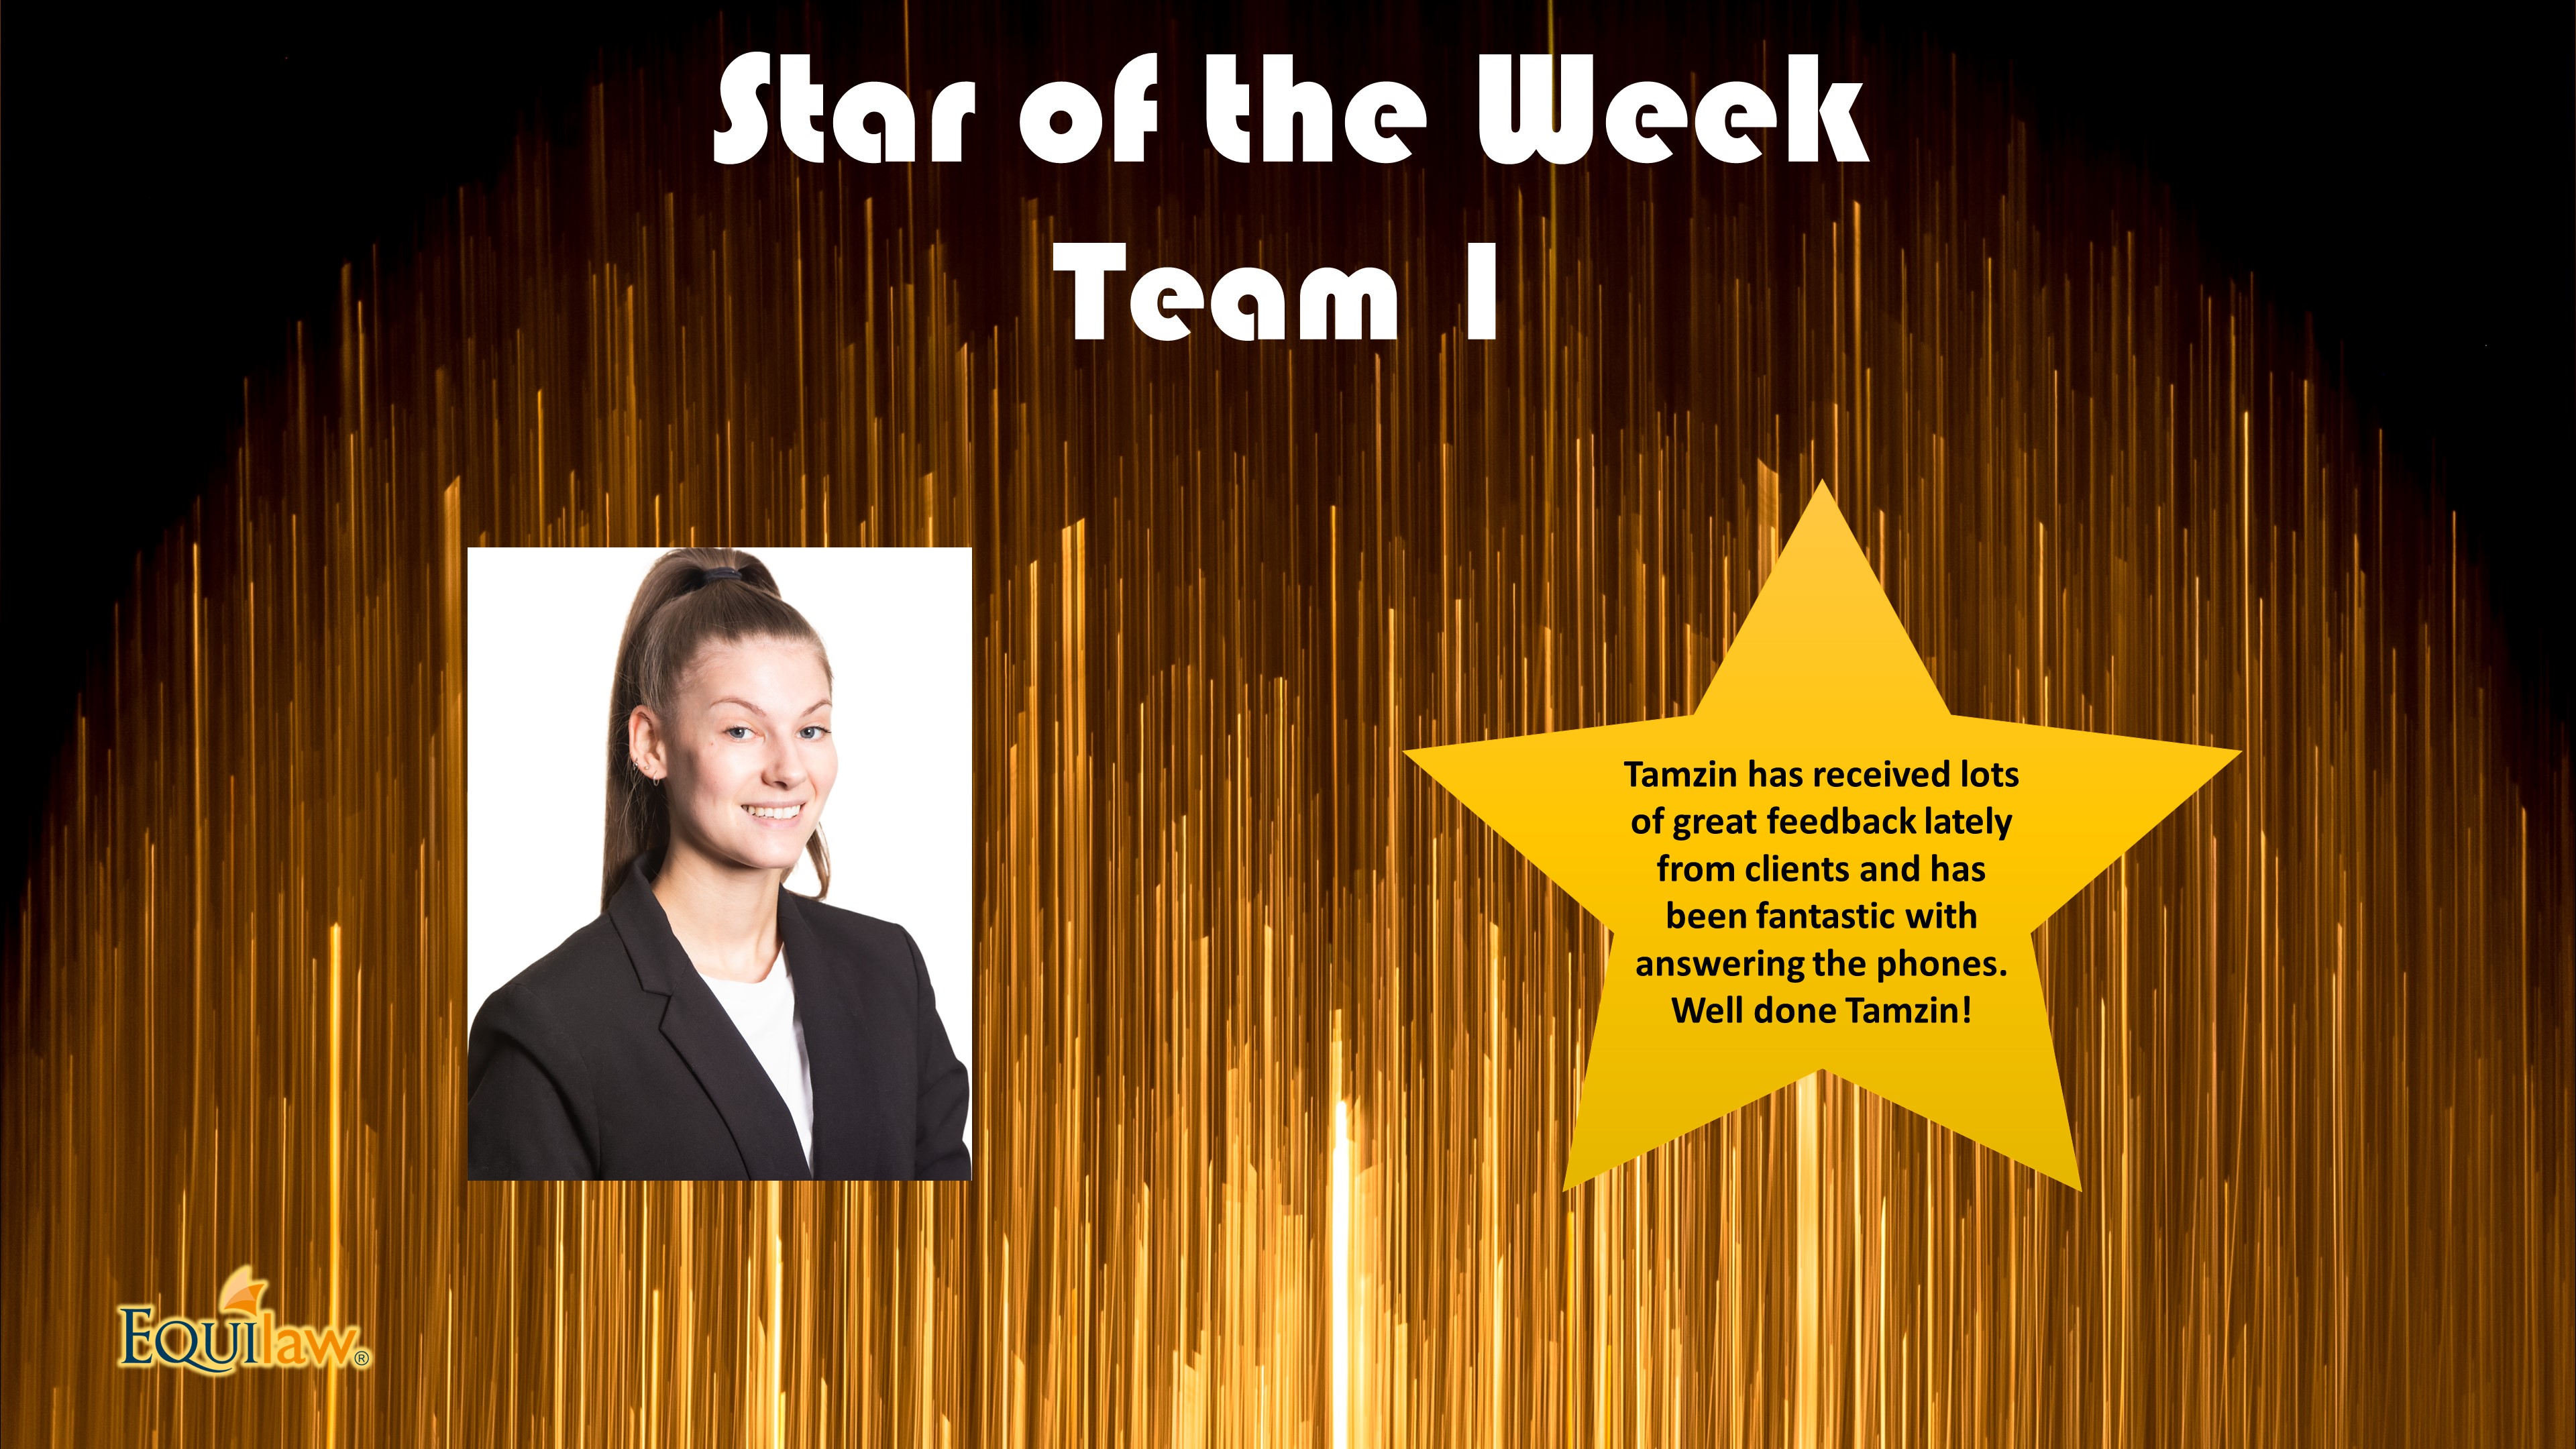 Star of the Week
Team 1
Tamzin has received lots
of great feedback lately
from clients and has
been fantastic with
answering the phones.
Well done Tamzin!
EQUIlaw®